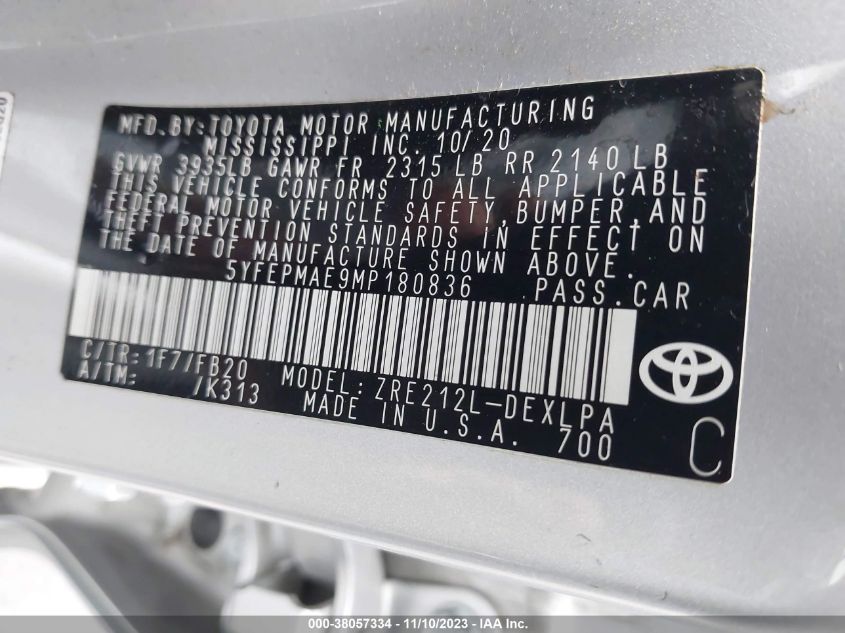 MFD. BY: TOYOTA MOTOR MANUFACTURING
MISSISSIPPI INC. 10/20
GVWR 3935LB GAWR FR 2315 LB RR 2140 LB
THIS VEHICLE CONFORMS TO ALL APPLICABLE
FEDERAL MOTOR VEHICLE SAFETY, BUMPER, AND
THEFT PREVENTION STANDARDS IN EFFECT ON
THE DATE OF MANUFACTURE SHOWN ABOVE.
5YFEPMAE9MP180836 PASS.CAR
C/TR: 1F7/FB20 MODEL: ZRE212L-DEXLPA
A/TM: /K313 MADE IN U.S.A. 700
C
000-38057334 - 11/10/2023 - IAA Inc.